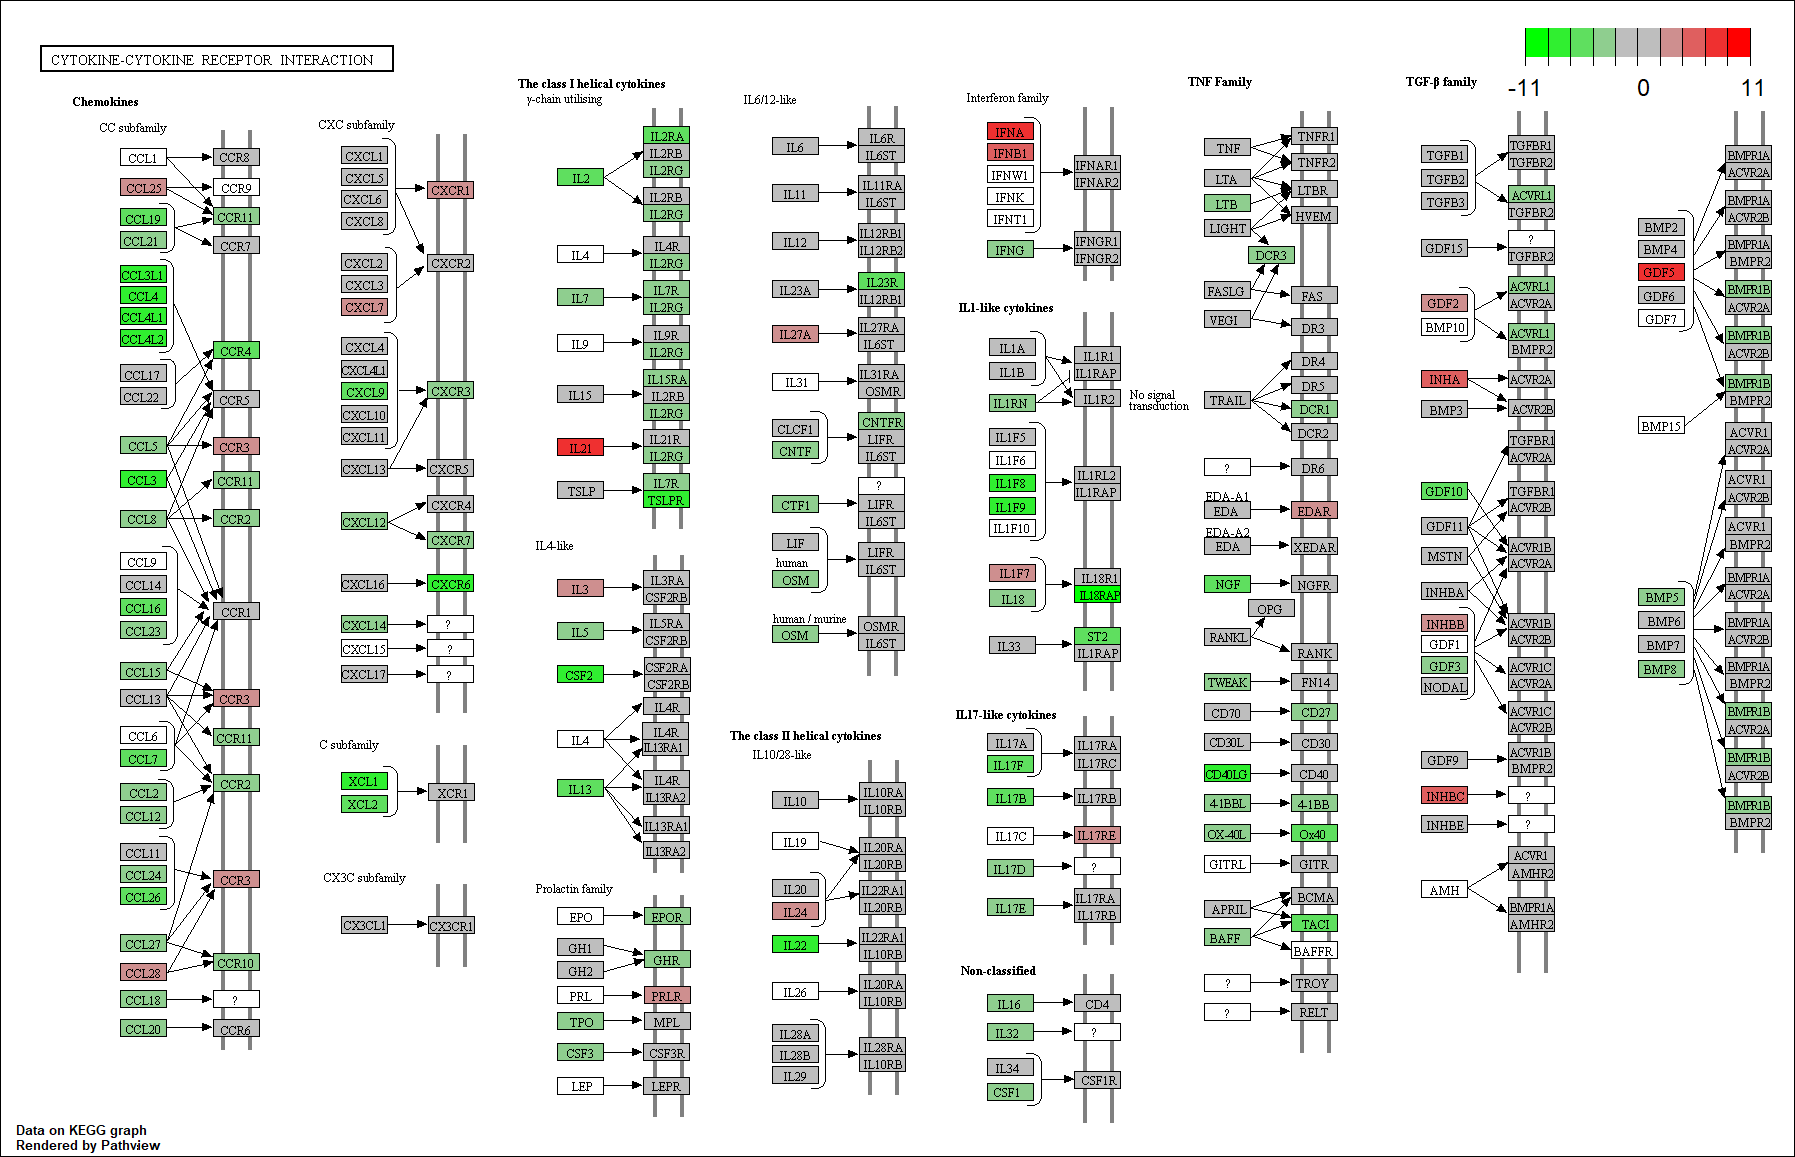 CYTOKINE-CYTOKINE RECEPTOR INTERACTION
-11 0 11
Chemokines
CC subfamily
CCL1 CCR8
CCL25 CCR9
CCL19 CCR11
CCL21 CCR7
CCL3L1
CCL4
CCL4L1
CCL4L2 CCR4
CCL17
CCL22 CCR5
CCL5 CCR3
CCL3 CCR11
CCL8 CCR2
CCL9
CCL14
CCL16 CCR1
CCL23
CCL15
CCL13 CCR3
CCL6 CCR11
CCL7
CCL2 CCR2
CCL12
CCL11
CCL24 CCR3
CCL26
CCL27
CCL28 CCR10
CCL18 ?
CCL20 CCR6
CXC subfamily
CXCL1
CXCL5 CXCR1
CXCL6
CXCL8
CXCL2 CXCR2
CXCL3
CXCL7
CXCL4
CXCL4L1
CXCL9 CXCR3
CXCL10
CXCL11
CXCL13 CXCR5
CXCR4
CXCL12
CXCR7
CXCL16 CXCR6
CXCL14 ?
CXCL15 ?
CXCL17 ?
C subfamily
XCL1
XCL2 XCR1
CX3C subfamily
CX3CL1 CX3CR1
The class I helical cytokines
γ-chain utilising
IL2RA
IL2RB
IL2 IL2RG
IL2RB
IL2RG
IL4 IL4R
IL2RG
IL7 IL7R
IL2RG
IL9 IL9R
IL2RG
IL15RA
IL15 IL2RB
IL2RG
IL21 IL21R
IL2RG
TSLP IL7R
TSLPR
IL4-like
IL3 IL3RA
CSF2RB
IL5 IL5RA
CSF2RB
CSF2 CSF2RA
CSF2RB
IL4R
IL4 IL4R
IL13RA1
IL13 IL4R
IL13RA2
IL13RA1
IL13RA2
Prolactin family
EPO EPOR
GH1
GH2 GHR
PRL PRLR
TPO MPL
CSF3 CSF3R
LEP LEPR
IL6/12-like
IL6 IL6R
IL6ST
IL11 IL11RA
IL6ST
IL12 IL12RB1
IL12RB2
IL23A IL23R
IL12RB1
IL27A IL27RA
IL6ST
IL31 IL31RA
OSMR
CLCF1 CNTFR
CNTF LIFR
IL6ST
?
CTF1 LIFR
IL6ST
LIF LIFR
human IL6ST
OSM
human / murine
OSM OSMR
IL6ST
The class II helical cytokines
IL10/28-like
IL10 IL10RA
IL10RB
IL19 IL20RA
IL20RB
IL20 IL22RA1
IL24 IL20RB
IL22 IL22RA1
IL10RB
IL26 IL20RA
IL10RB
IL28A
IL28B IL28RA
IL29 IL10RB
Interferon family
IFNA
IFNB1
IFNW1 IFNAR1
IFNK IFNAR2
IFNT1
IFNG IFNGR1
IFNGR2
IL1-like cytokines
IL1A IL1R1
IL1B IL1RAP
IL1RN IL1R2
No signal
transduction
IL1F5
IL1F6
IL1F8 IL1RL2
IL1F9 IL1RAP
IL1F10
IL1F7 IL18R1
IL18 IL18RAP
IL33 ST2
IL1RAP
IL17-like cytokines
IL17A IL17RA
IL17F IL17RC
IL17B IL17RB
IL17C IL17RE
IL17D ?
IL17E IL17RA
IL17RB
Non-classified
IL16 CD4
IL32 ?
IL34
CSF1 CSF1R
TNF Family
TNF TNFR1
TNFR2
LTA LTBR
LTB HVEM
LIGHT
DCR3
FASLG FAS
VEGI DR3
DR4
DR5
TRAIL DCR1
DCR2
? DR6
EDA-A1
EDA EDAR
EDA-A2
EDA XEDAR
NGF NGFR
OPG
RANKL
RANK
TWEAK FN14
CD70 CD27
CD30L CD30
CD40LG CD40
4-1BBL 4-1BB
OX-40L Ox40
GITRL GITR
APRIL BCMA
TACI
BAFF BAFFR
? TROY
? RELT
TGF-β family
TGFB1 TGFBR1
TGFB2 TGFBR2
TGFB3 ACVRL1
TGFBR2
GDF15 ?
TGFBR2
GDF2 ACVRL1
ACVR2A
BMP10 ACVRL1
BMPR2
INHA ACVR2A
BMP3 ACVR2B
TGFBR1
ACVR2A
GDF10 TGFBR1
ACVR2B
GDF11
MSTN ACVR1B
ACVR2A
INHBA
INHBB ACVR1B
GDF1 ACVR2B
GDF3 ACVR1C
NODAL ACVR2A
ACVR1C
ACVR2B
GDF9 ACVR1B
BMPR2
INHBC ?
INHBE ?
AMH ACVR1
AMHR2
BMPR1A
AMHR2
BMPR1A
ACVR2A
BMPR1A
ACVR2B
BMP2
BMP4 BMPR1A
GDF5 BMPR2
GDF6 BMPR1B
GDF7 ACVR2A
BMPR1B
ACVR2B
BMPR1B
BMPR2
BMP15
ACVR1
ACVR2A
ACVR1
ACVR2B
ACVR1
BMPR2
BMP5 BMPR1A
ACVR2A
BMP6 BMPR1A
BMP7 ACVR2B
BMP8 BMPR1A
BMPR2
BMPR1B
ACVR2A
BMPR1B
ACVR2B
BMPR1B
BMPR2
Data on KEGG graph
Rendered by Pathview